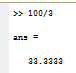 >> 100/3
ans =
33.3333